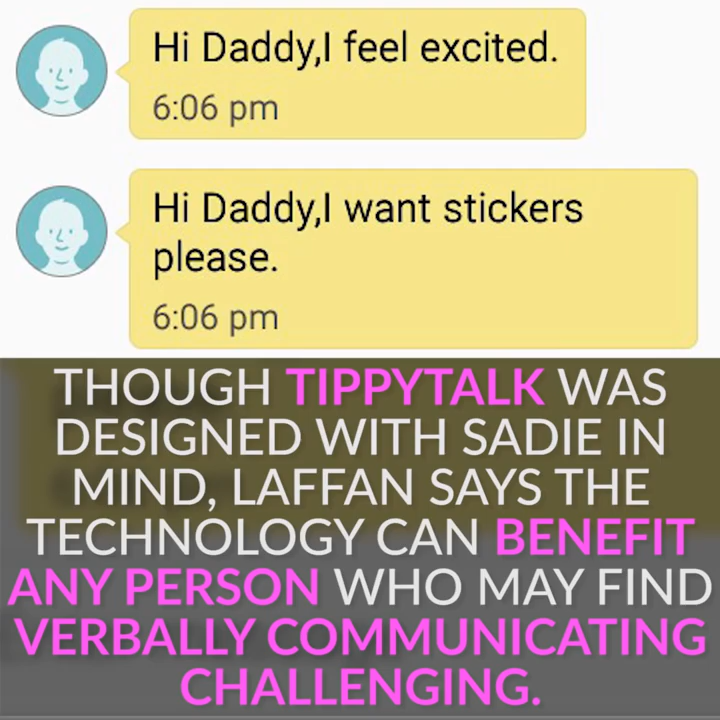 Hi Daddy,I feel excited.
6:06 pm
Hi Daddy,I want stickers
please.
6:06 pm
THOUGH TIPPYTALK WAS
DESIGNED WITH SADIE IN
MIND, LAFFAN SAYS THE
TECHNOLOGY CAN BENEFIT
ANY PERSON WHO MAY FIND
VERBALLY COMMUNICATING
CHALLENGING.